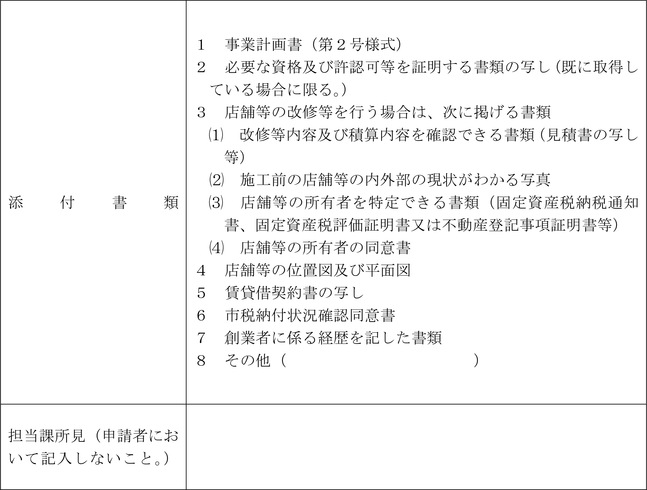 添付書類
１　事業計画書（第２号様式）
２　必要な資格及び許認可等を証明する書類の写し（既に取得し
ている場合に限る。）
３　店舗等の改修等を行う場合は、次に掲げる書類
⑴　改修等内容及び積算内容を確認できる書類（見積書の写し
等）
⑵　施工前の店舗等の内外部の現状がわかる写真
⑶　店舗等の所有者を特定できる書類（固定資産税納税通知
書、固定資産税評価証明書又は不動産登記事項証明書等）
⑷　店舗等の所有者の同意書
４　店舗等の位置図及び平面図
５　賃貸借契約書の写し
６　市税納付状況確認同意書
７　創業者に係る経歴を記した書類
８　その他（　　　　　　　　　　　　）
担当課所見（申請者にお
いて記入しないこと。）